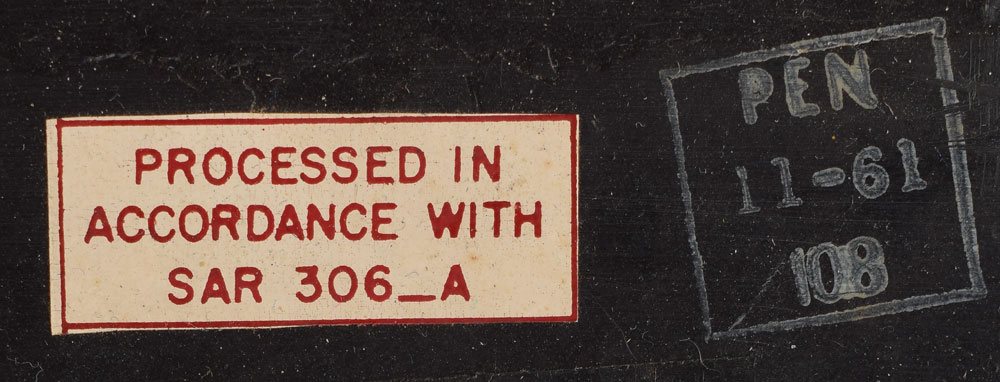 PROCESSED IN
ACCORDANCE WITH
SAR 306_A
PEN
11-61
108